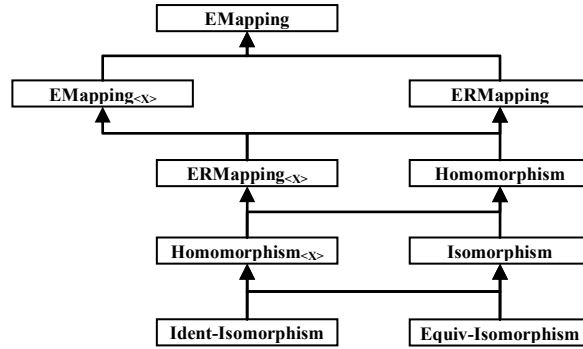 EMapping
EMapping<X> ERMapping
ERMapping<X> Homomorphism
Homomorphism<X> Isomorphism
Ident-Isomorphism Equiv-Isomorphism